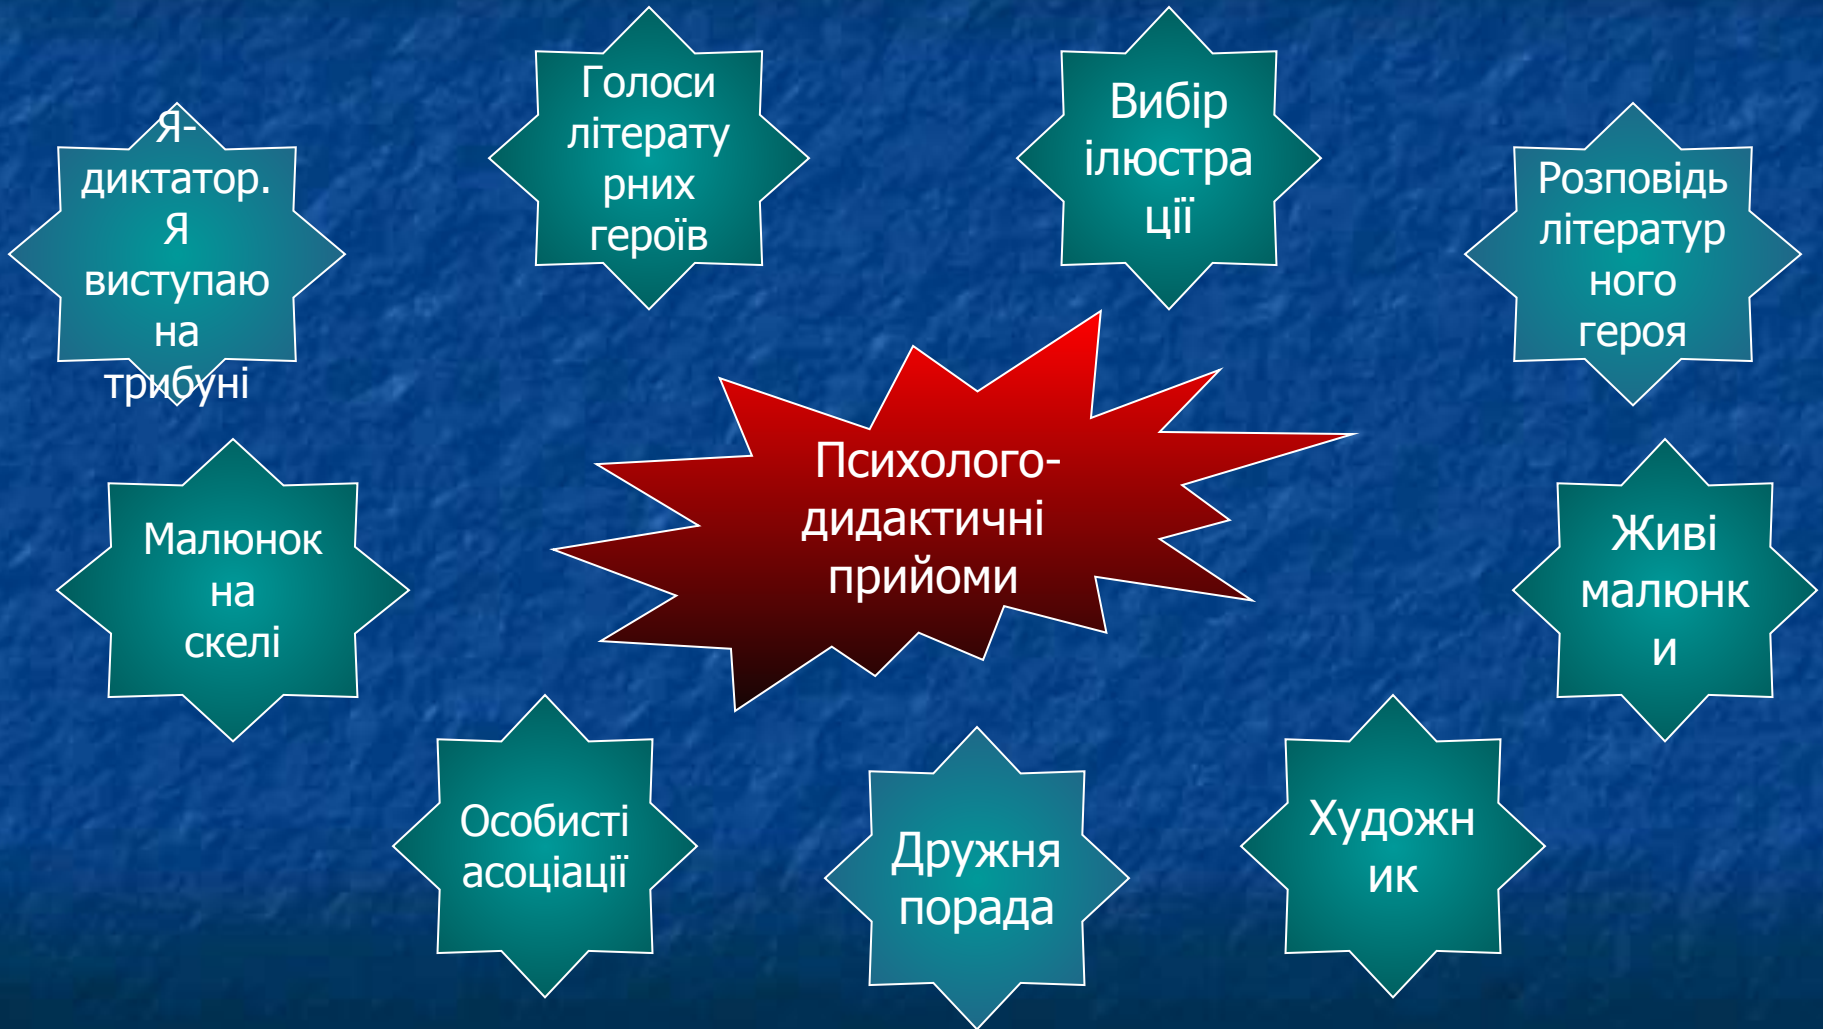 Голоси
літерату
рних
героїв
Вибір
ілюстра
ції
Я-
диктатор.
Я
виступаю
на
трибуні
Розповідь
літератур
ного
героя
Психолого-
дидактичні
прийоми
Малюнок
на
скелі
Живі
малюнк
и
Особисті
асоціації
Дружня
порада
Художн
ик